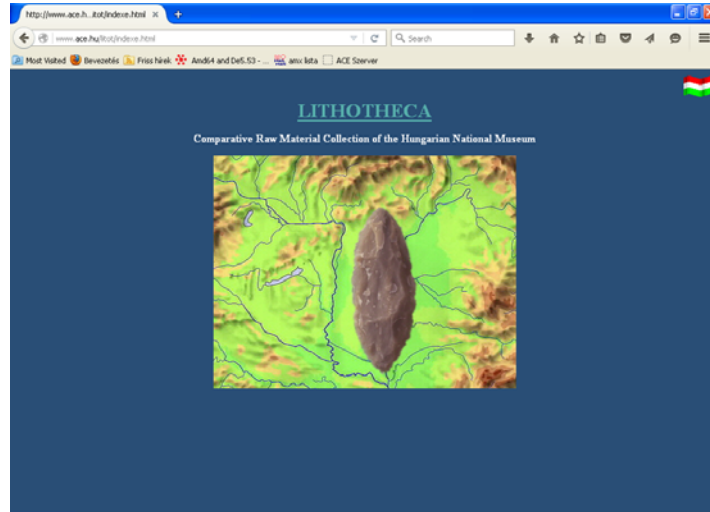 http://www.ace.h...itot/indexe.html × +
www.ace.hu/litot/indexe.html
Search
Most Visited Bevezetés Friss hírek Amd64 and De5.53 - ... amx lista ACE Szerver
LITHOTHECA
Comparative Raw Material Collection of the Hungarian National Museum